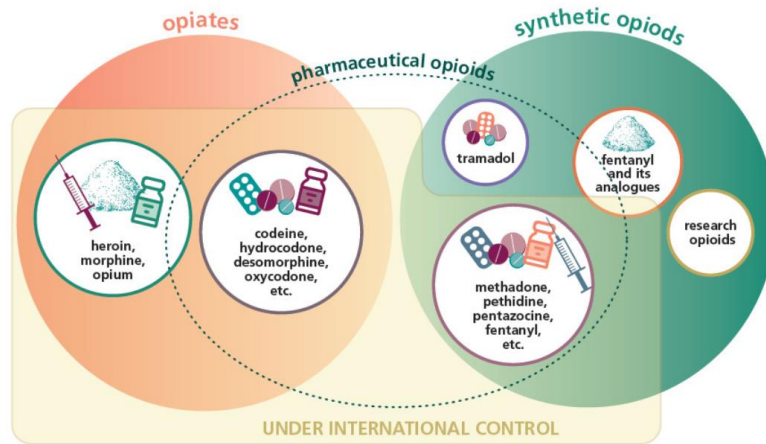 opiates
synthetic opiods
pharmaceutical opioids
tramadol
fentanyl
and its
analogues
research
opioids
heroin,
morphine,
opium
codeine,
hydrocodone,
desomorphine,
oxycodone,
etc.
methadone,
pethidine,
pentazocine,
fentanyl,
etc.
UNDER INTERNATIONAL CONTROL